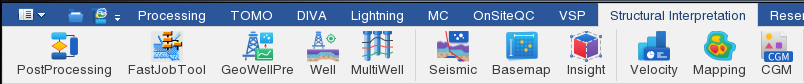 Processing TOMO DIVA Lightning MC OnSiteQC VSP Structural Interpretation
PostProcessing FastJobTool GeoWellPre Well MultiWell Seismic Basemap Insight Velocity Mapping CGM
CGM